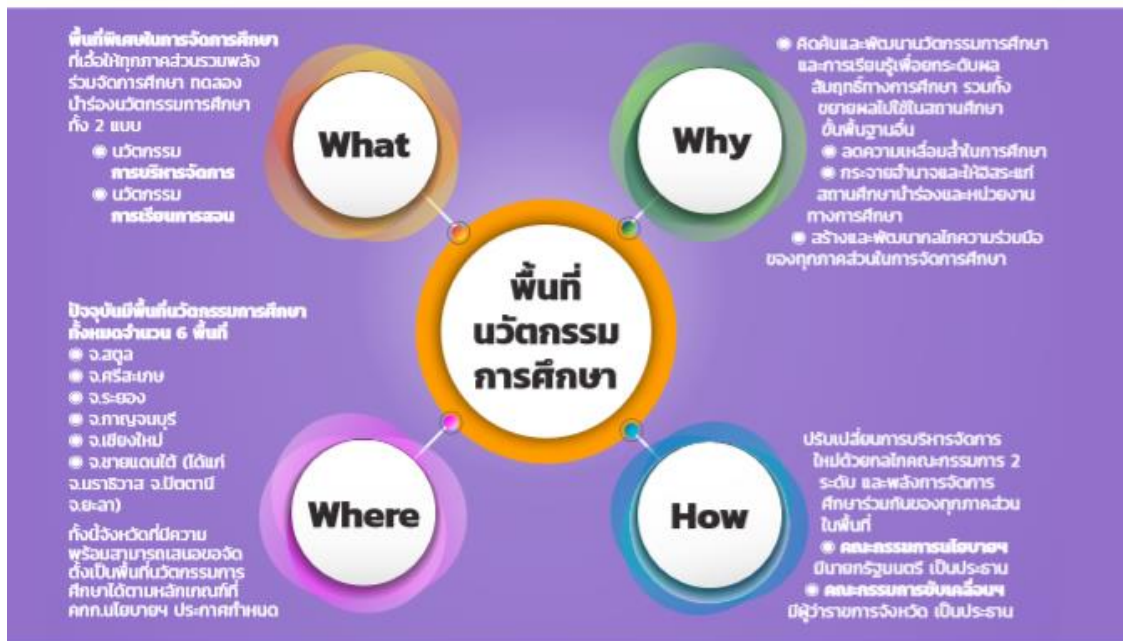 พื้นที่พิเศษในการจัดการศึกษา
ที่เอื้อให้ทุกภาคส่วนรวมพลัง
ร่วมจัดการศึกษา ทดลอง
นำร่องนวัตกรรมการศึกษา
ทั้ง 2 แบบ
นวัตกรรม
การบริหารจัดการ
นวัตกรรม
การเรียนการสอน
What
Why
คิดค้นและพัฒนานวัตกรรมการศึกษา
และการเรียนรู้เพื่อยกระดับผล
สัมฤทธิ์ทางการศึกษา รวมทั้ง
ขยายผลไปใช้ในสถานศึกษา
ขั้นพื้นฐานอื่น
ลดความเหลื่อมล้ำในการศึกษา
กระจายอำนาจและให้อิสระแก่
สถานศึกษานำร่องและหน่วยงาน
ทางการศึกษา
สร้างและพัฒนากลไกความร่วมมือ
ของทุกภาคส่วนในการจัดการศึกษา
พื้นที่
นวัตกรรม
การศึกษา
ปัจจุบันมีพื้นที่นวัตกรรมการศึกษา
ทั้งหมดจำนวน 6 พื้นที่
จ.สตูล
จ.ศรีสะเกษ
จ.ระยอง
จ.กาญจนบุรี
จ.เชียงใหม่
จ.ชายแดนใต้ (ได้แก่
จ.นราธิวาส จ.ปัตตานี
จ.ยะลา)
ทั้งนี้จังหวัดที่มีความ
พร้อมสามารถเสนอขอจัด
ตั้งเป็นพื้นที่นวัตกรรมการ
ศึกษาได้ตามหลักเกณฑ์ที่
คกก.นโยบายฯ ประกาศกำหนด
Where
How
ปรับเปลี่ยนการบริหารจัดการ
ใหม่ด้วยกลไกคณะกรรมการ 2
ระดับ และพลังการจัดการ
ศึกษาร่วมกันของทุกภาคส่วน
ในพื้นที่
คณะกรรมการนโยบายฯ
มีนายกรัฐมนตรี เป็นประธาน
คณะกรรมการขับเคลื่อนฯ
มีผู้ว่าราชการจังหวัด เป็นประธาน